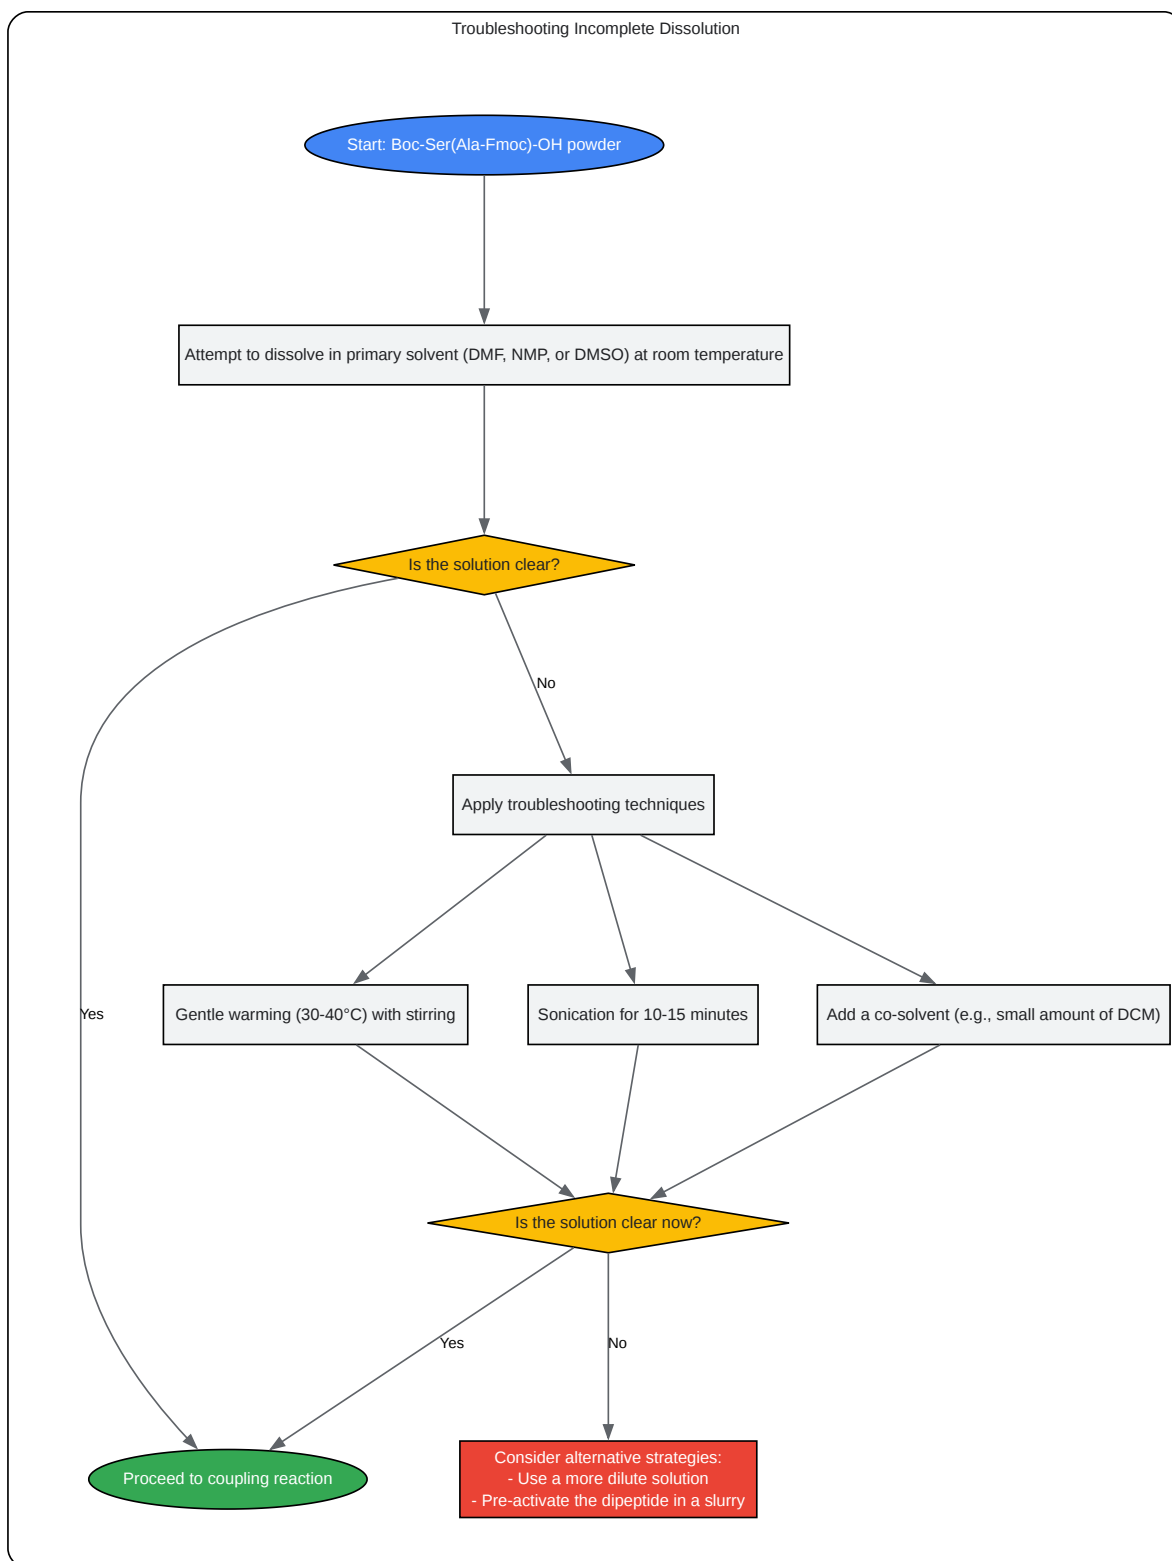 Troubleshooting Incomplete Dissolution
Start: Boc-Ser(Ala-Fmoc)-OH powder
Attempt to dissolve in primary solvent (DMF, NMP, or DMSO) at room temperature
Is the solution clear?
No
Apply troubleshooting techniques
Yes
Gentle warming (30-40°C) with stirring
Sonication for 10-15 minutes
Add a co-solvent (e.g., small amount of DCM)
Is the solution clear now?
Yes
No
Proceed to coupling reaction
Consider alternative strategies:
- Use a more dilute solution
- Pre-activate the dipeptide in a slurry